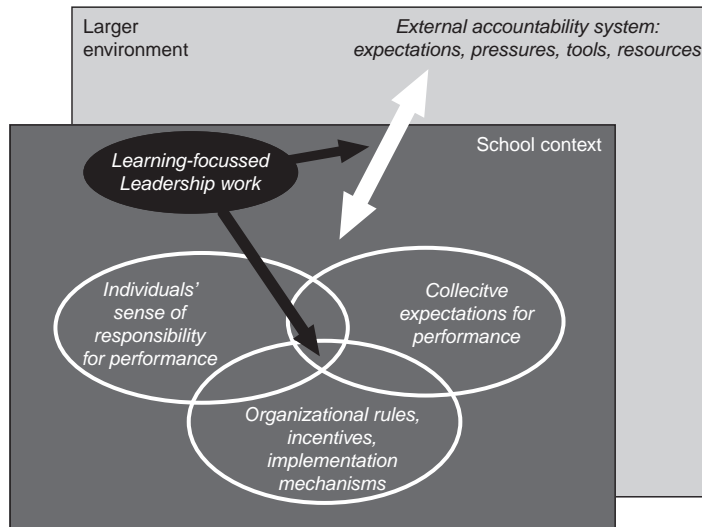 Larger
environment
External accountability system:
expectations, pressures, tools, resources
School context
Learning-focussed
Leadership work
Individuals'
sense of
responsibility
for performance
Collecitve
expectations for
performance
Organizational rules,
incentives,
implementation
mechanisms